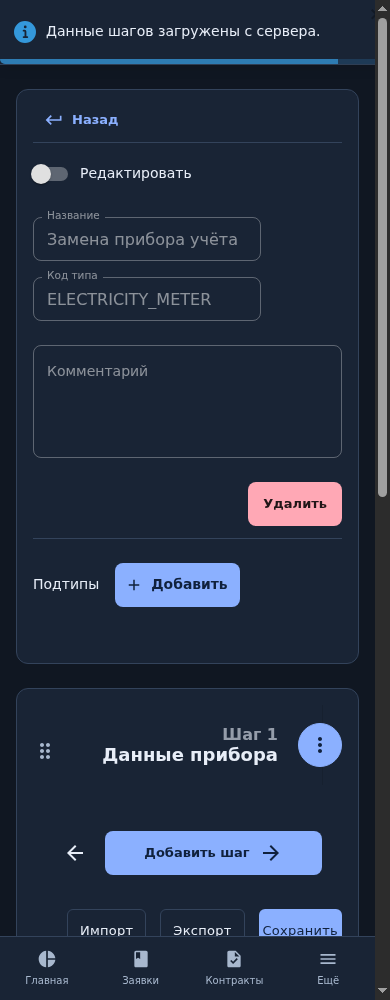 Данные шагов загружены с сервера.
Назад
Редактировать
Название
Замена прибора учёта
Код типа
ELECTRICITY_METER
Комментарий
Удалить
Подтипы
Добавить
Шаг 1
Данные прибора
Добавить шаг
Импорт
Экспорт
Сохранить
Главная
Заявки
Контракты
Ещё